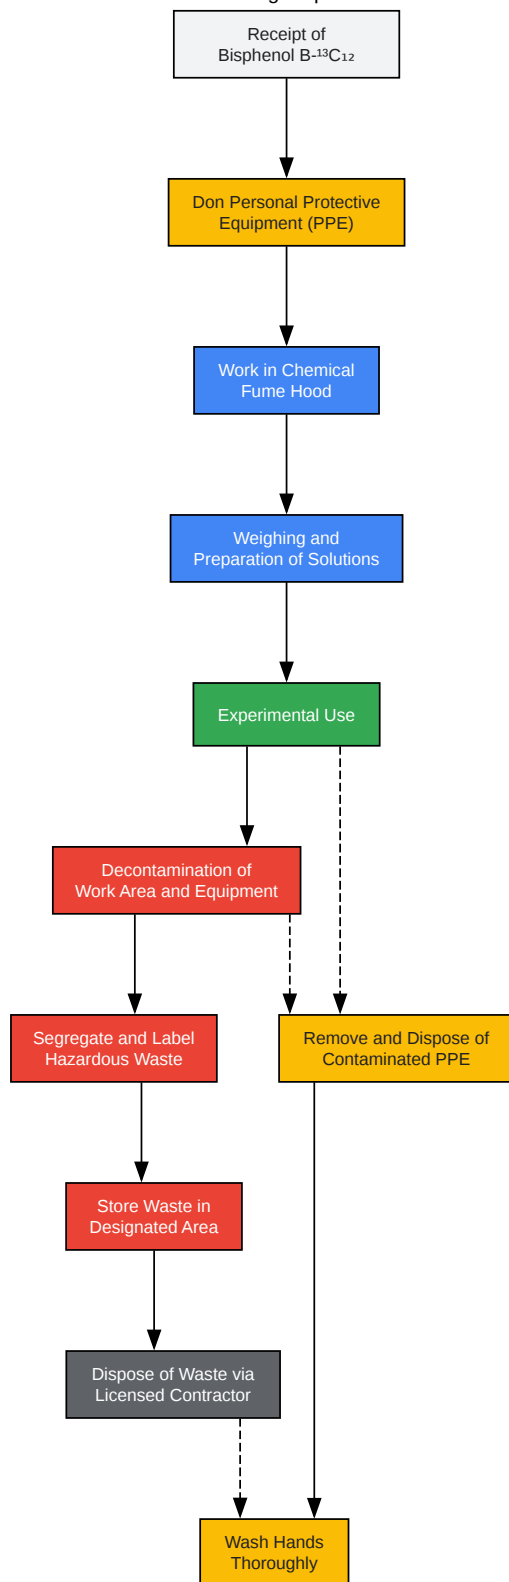 Receipt of
Bisphenol B-¹³C₁₂
Don Personal Protective
Equipment (PPE)
Work in Chemical
Fume Hood
Weighing and
Preparation of Solutions
Experimental Use
Decontamination of
Work Area and Equipment
Segregate and Label
Hazardous Waste
Remove and Dispose of
Contaminated PPE
Store Waste in
Designated Area
Dispose of Waste via
Licensed Contractor
Wash Hands
Thoroughly